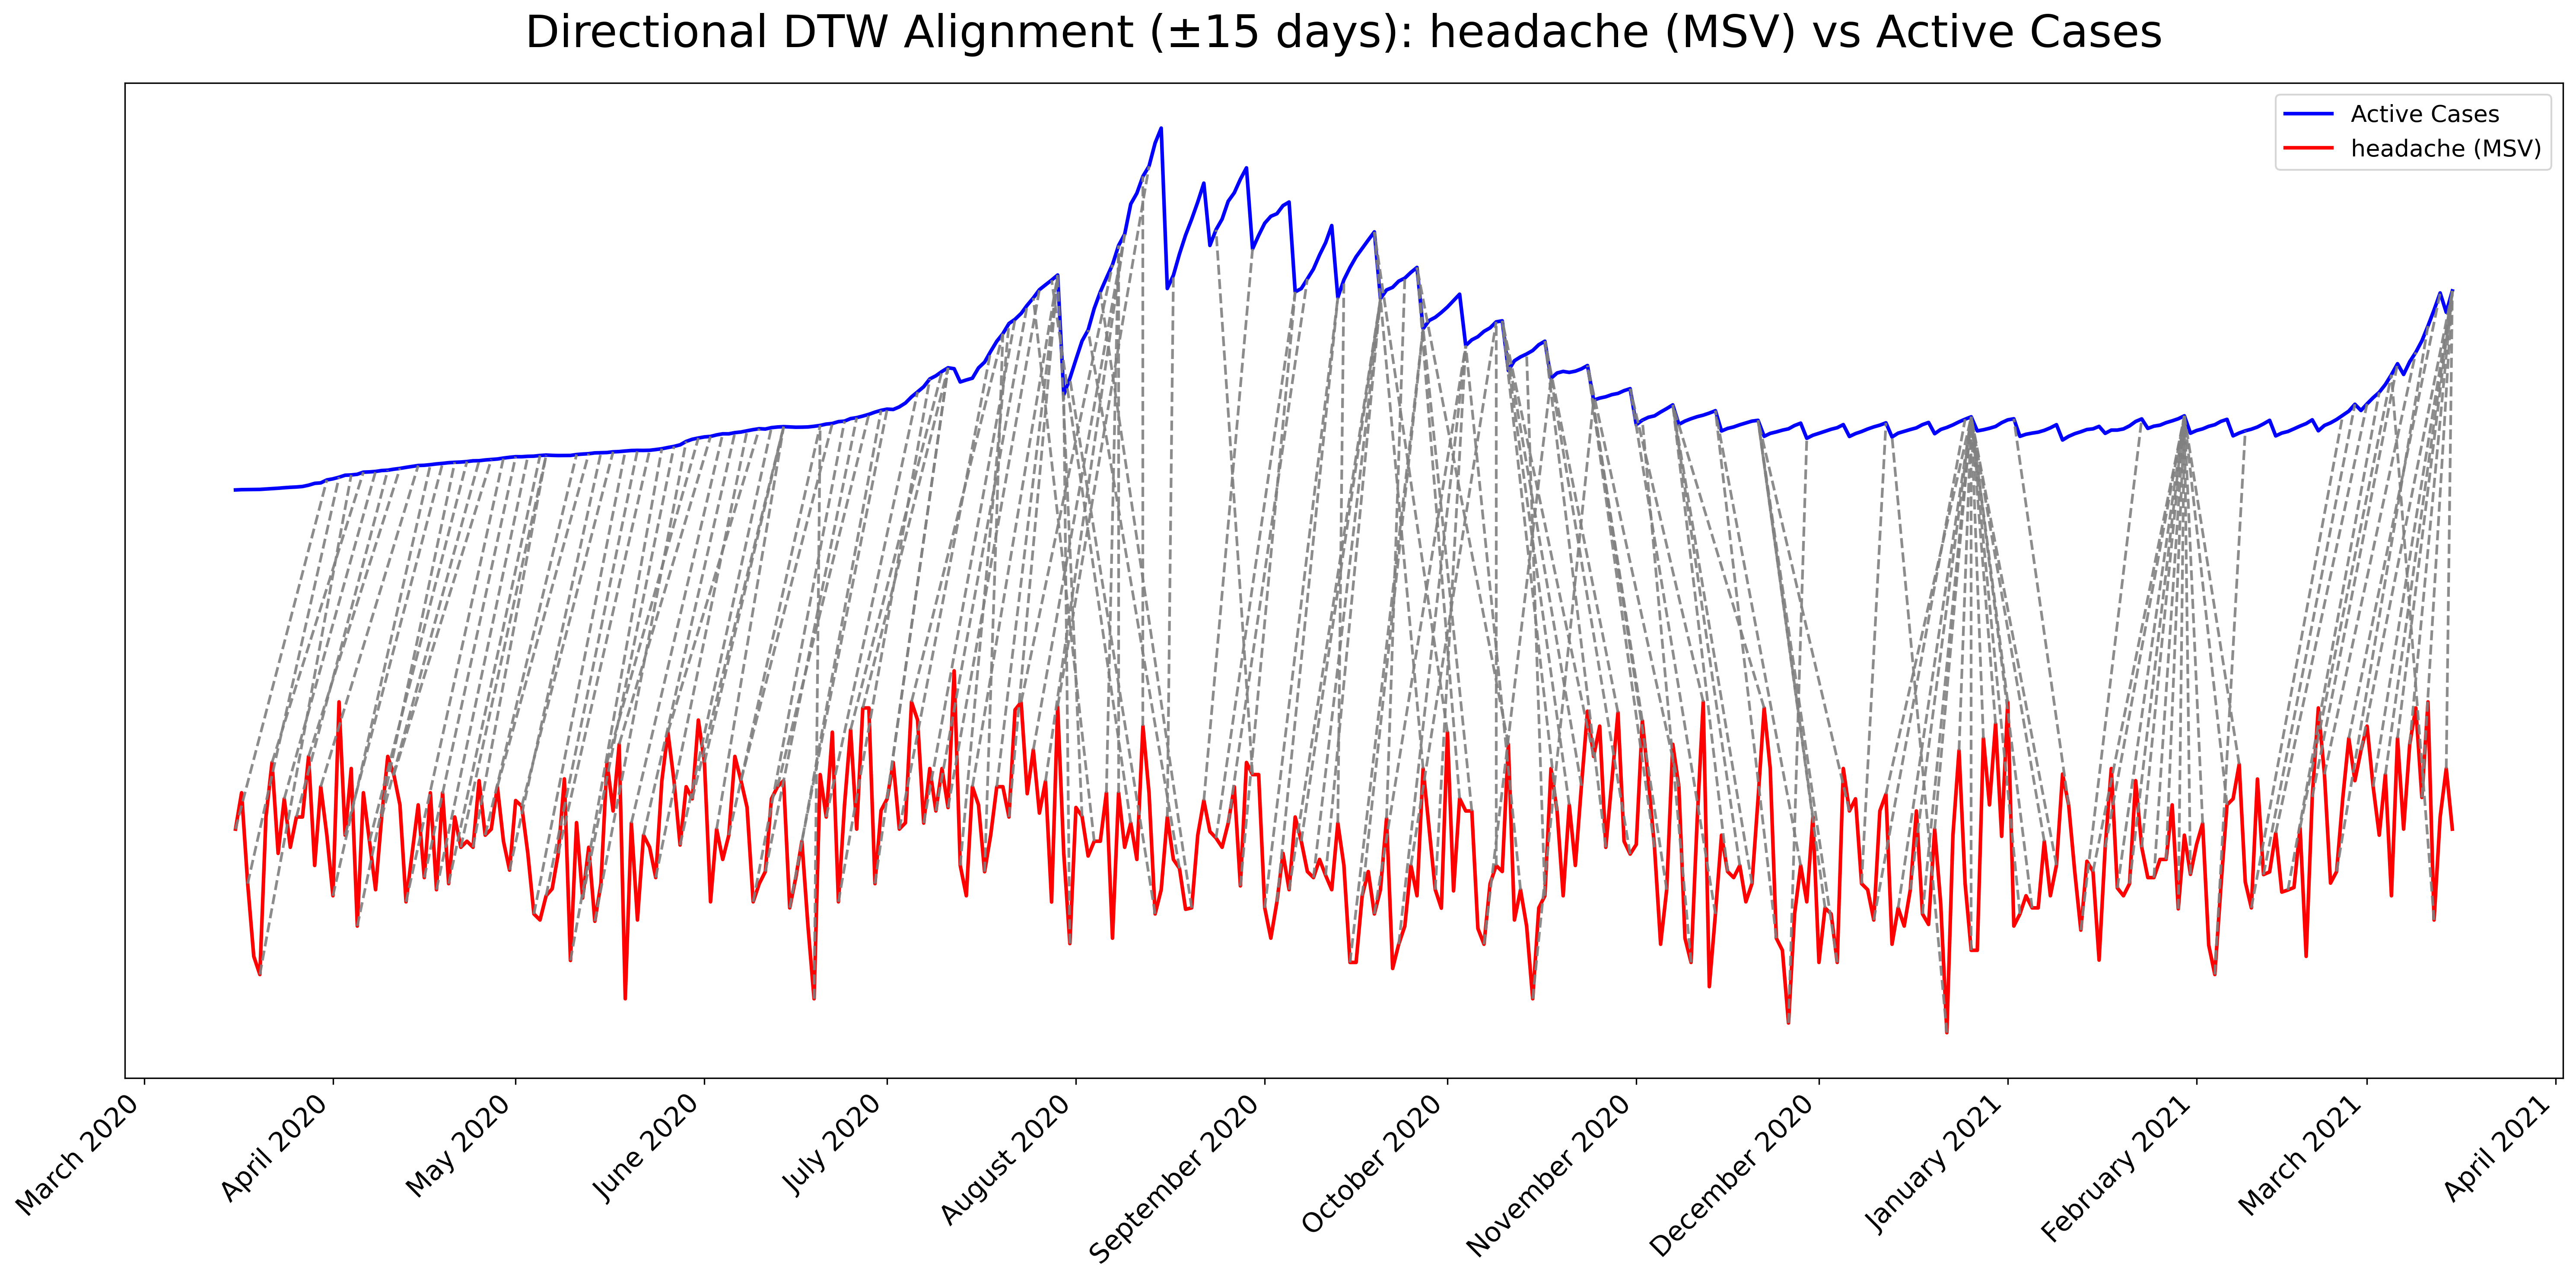 Directional DTW Alignment (±15 days): headache (MSV) vs Active Cases
Active Cases
headache (MSV)
March 2020
April 2020
May 2020
June 2020
July 2020
August 2020
September 2020
October 2020
November 2020
December 2020
January 2021
February 2021
March 2021
April 2021